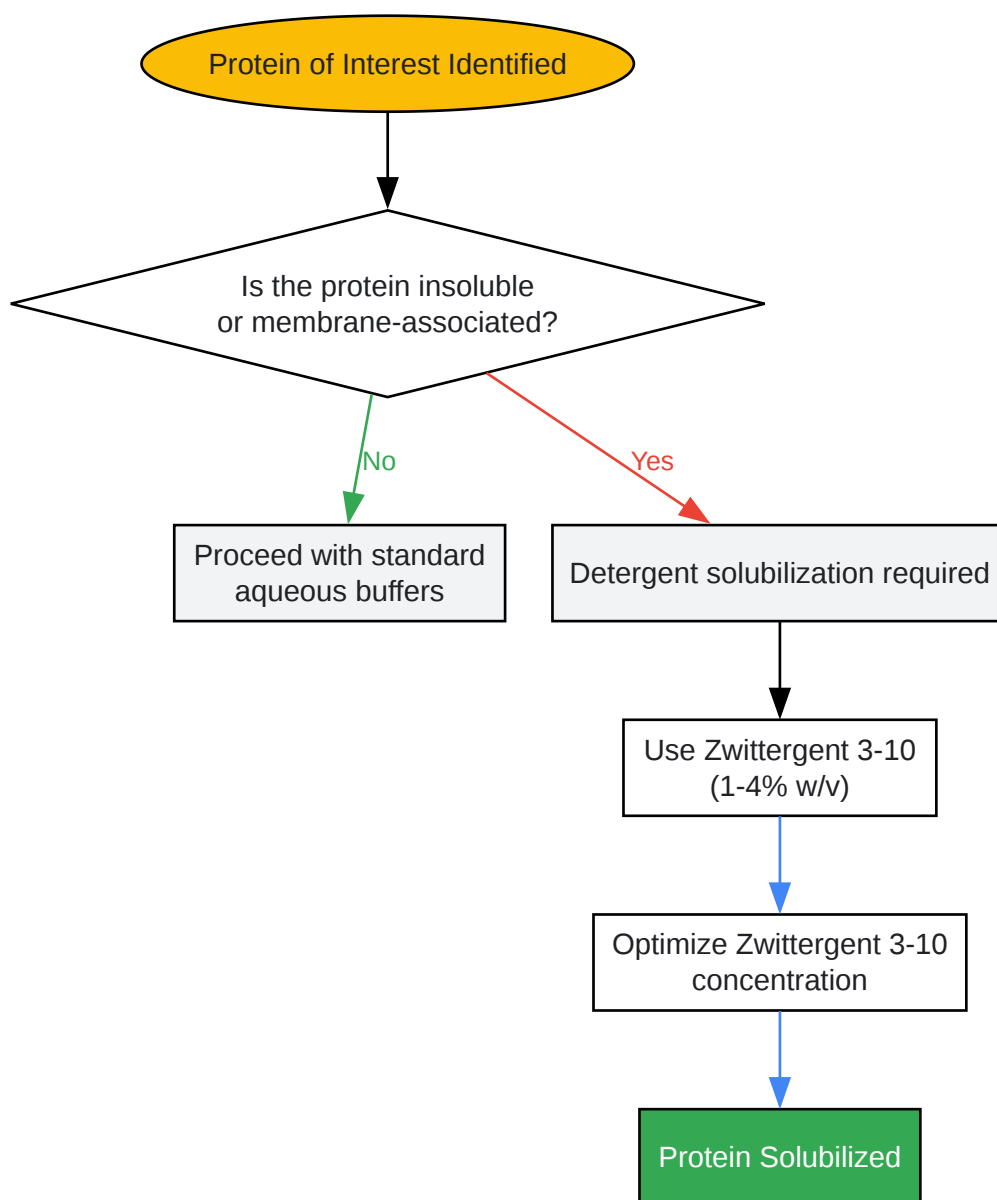 Protein of Interest Identified
Is the protein insoluble
or membrane-associated?
No
Yes
Proceed with standard
aqueous buffers
Detergent solubilization required
Use Zwittergent 3-10
(1-4% w/v)
Optimize Zwittergent 3-10
concentration
Protein Solubilized